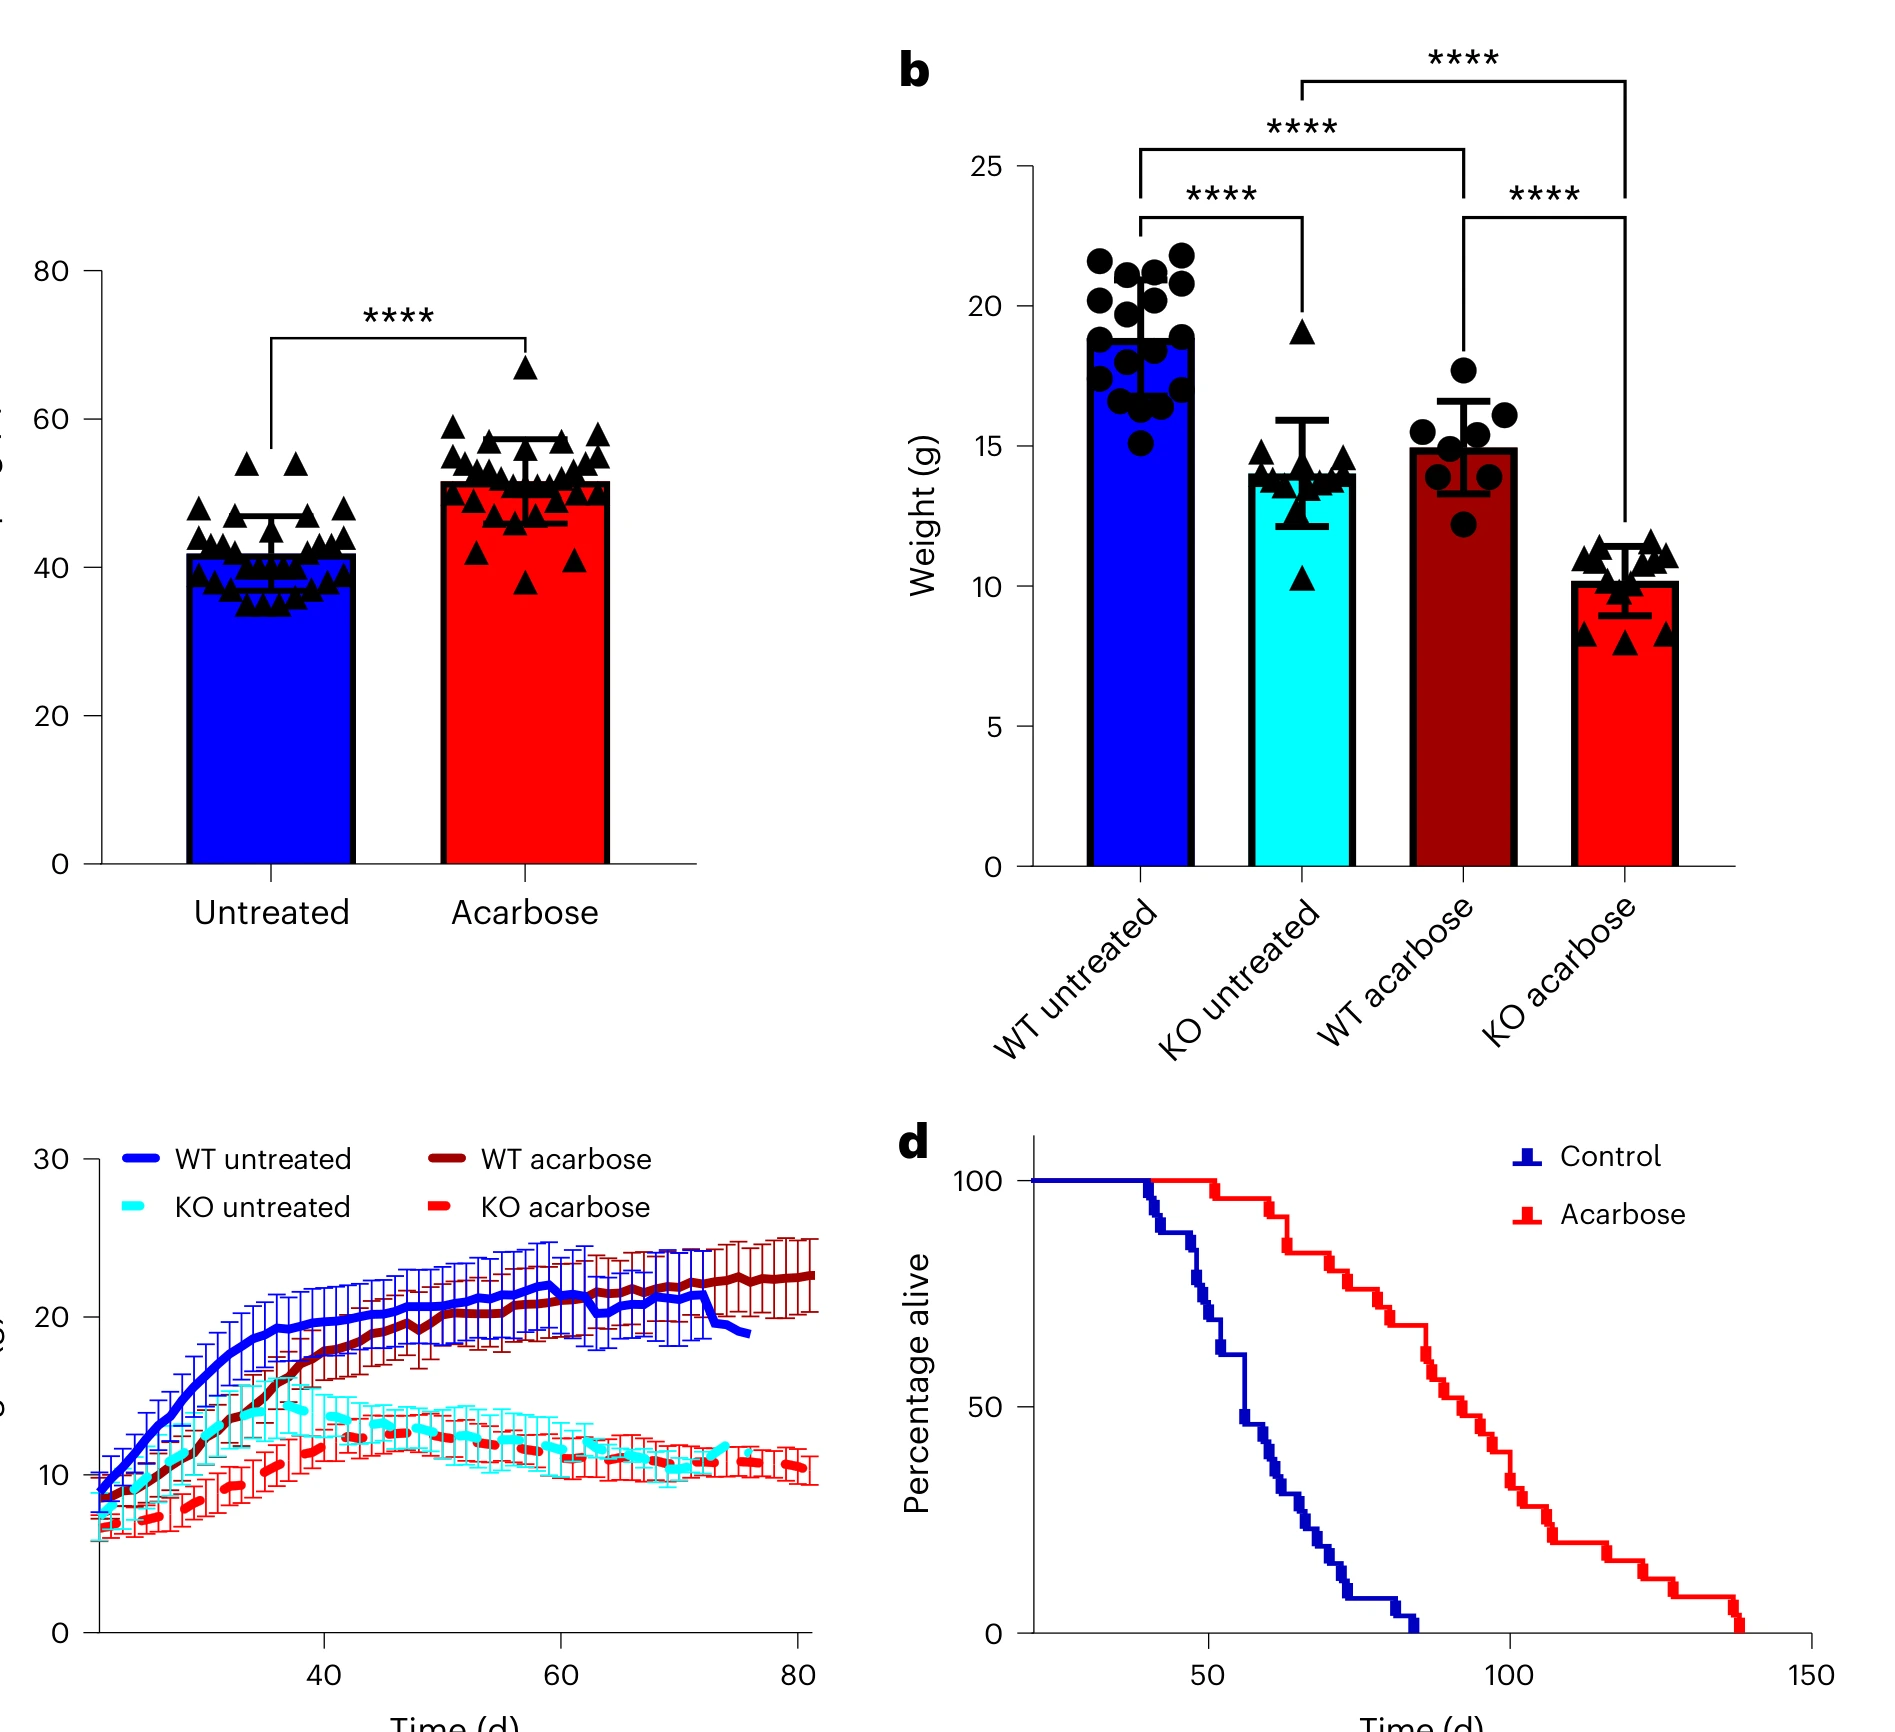 80
60
40
20
0
****
Untreated
Acarbose
b
****
****
****
****
25
20
15
10
5
0
Weight (g)
WT untreated
KO untreated
WT acarbose
KO acarbose
WT untreated
WT acarbose
KO untreated
KO acarbose
30
20
10
0
40
60
80
Time (d)
d
Control
Acarbose
100
50
0
Percentage alive
50
100
150
Time (d)